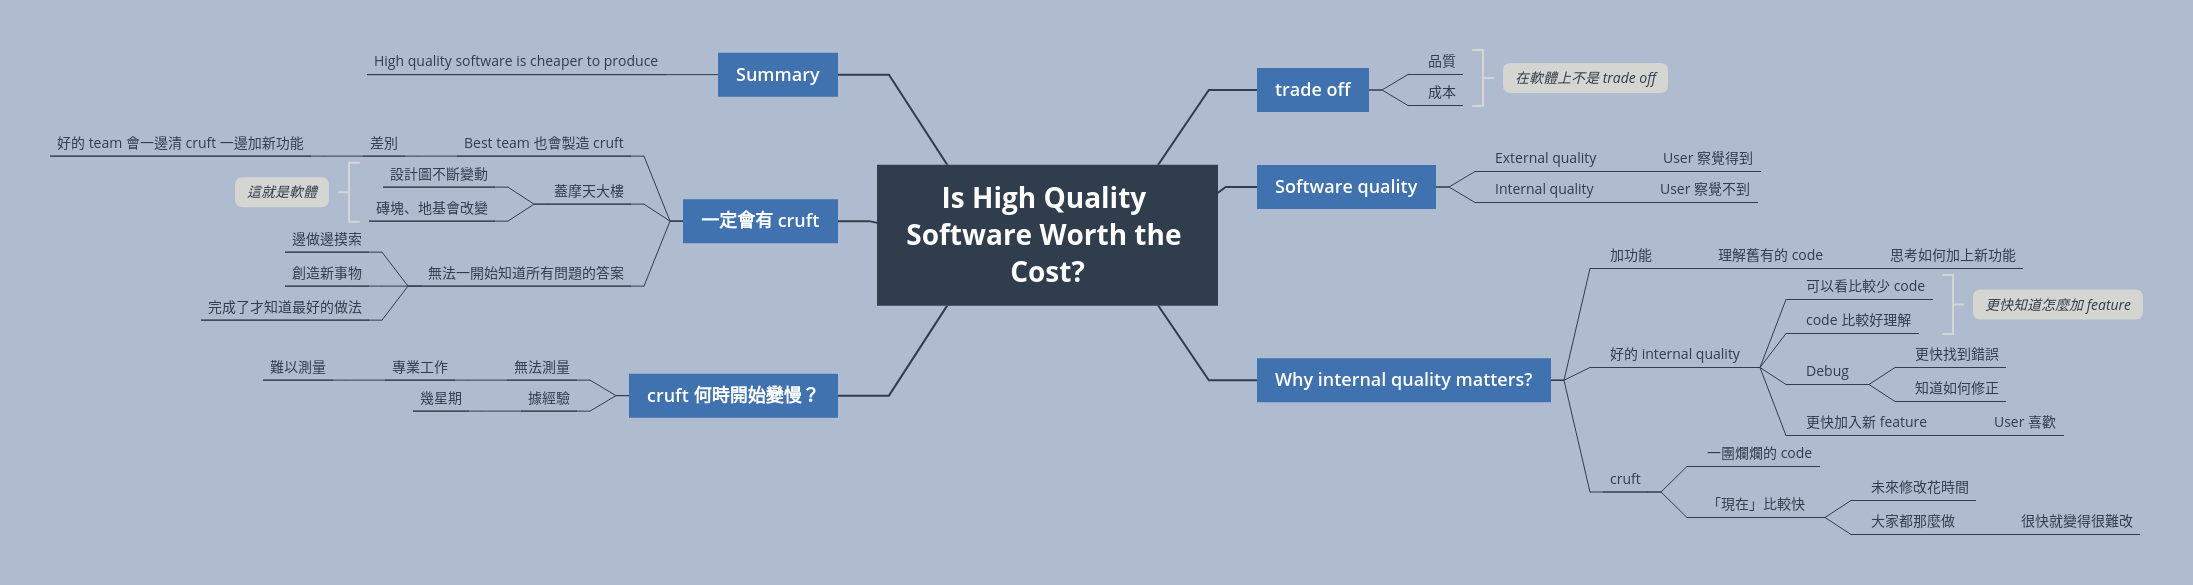 Is High Quality
Software Worth the
Cost?
trade off
品質
成本
在軟體上不是 trade off
Software quality
External quality
User 察覺得到
Internal quality
User 察覺不到
Why internal quality matters?
加功能
理解舊有的 code
思考如何加上新功能
好的 internal quality
可以看比較少 code
code 比較好理解
更快知道怎麼加 feature
Debug
更快找到錯誤
知道如何修正
更快加入新 feature
User 喜歡
cruft
一團爛爛的 code
「現在」比較快
未來修改花時間
大家都那麼做
很快就變得很難改
Summary
High quality software is cheaper to produce
一定會有 cruft
Best team 也會製造 cruft
差別
好的 team 會一邊清 cruft 一邊加新功能
蓋摩天大樓
設計圖不斷變動
磚塊、地基會改變
這就是軟體
無法一開始知道所有問題的答案
邊做邊摸索
創造新事物
完成了才知道最好的做法
cruft 何時開始變慢？
無法測量
專業工作
難以測量
據經驗
幾星期